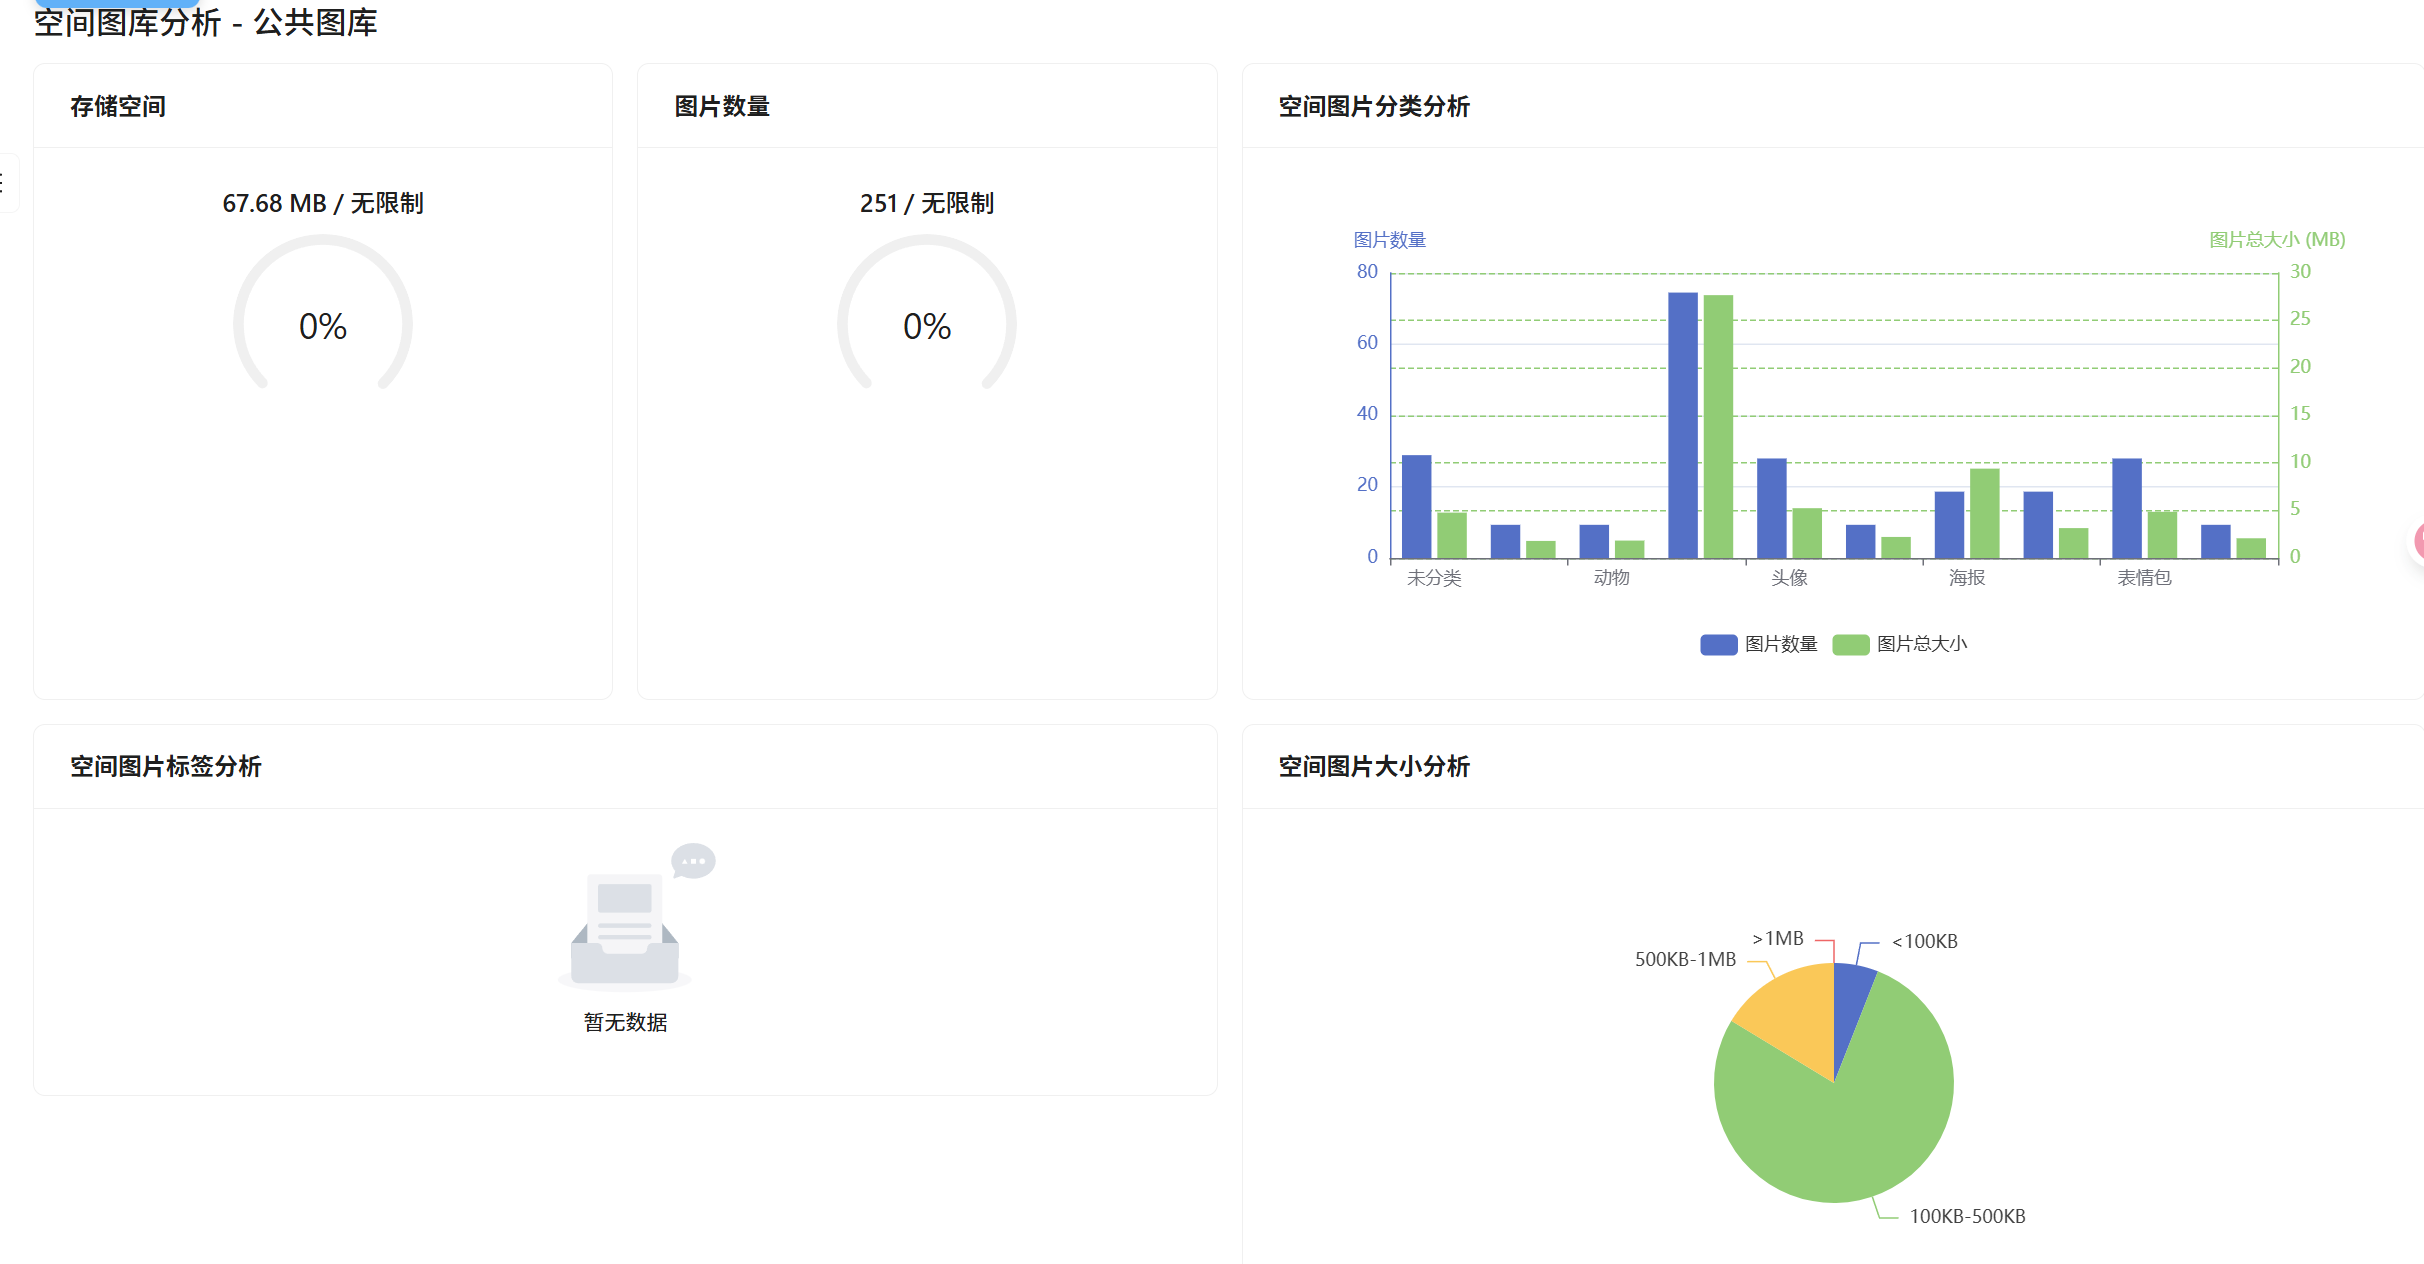 空间图库分析 - 公共图库
存储空间
67.68 MB / 无限制
0%
图片数量
251 / 无限制
0%
空间图片分类分析
图片数量
图片总大小 (MB)
80
60
40
20
0
30
25
20
15
10
5
0
未分类
动物
头像
海报
表情包
图片数量
图片总大小
空间图片标签分析
暂无数据
空间图片大小分析
>1MB
<100KB
500KB-1MB
100KB-500KB